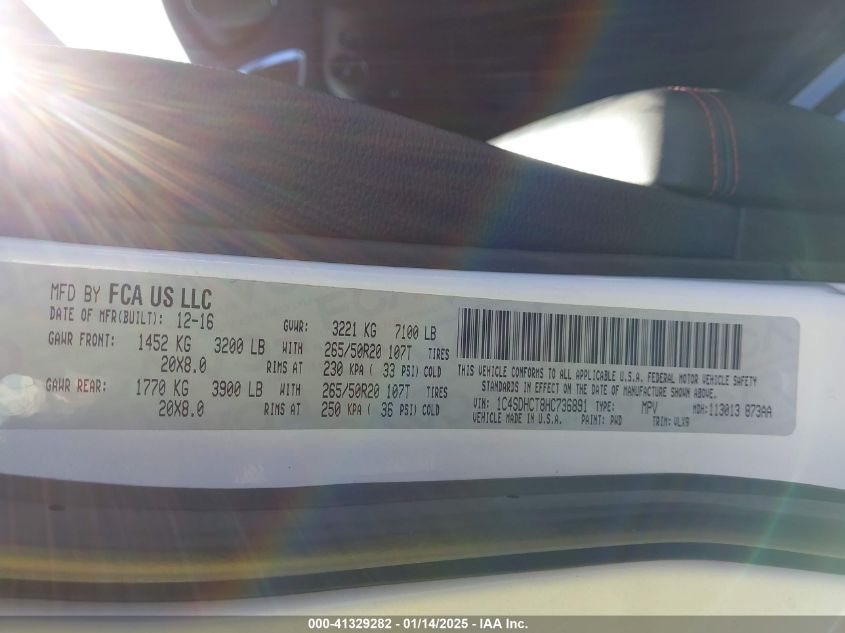 MFD BY FCA US LLC
DATE OF MFR(BUILT): 12-16 GVWR: 3221 KG 7100 LB
GAWR FRONT: 1452 KG 3200 LB WITH 265/50R20 107T TIRES
20X8.0 RIMS AT 230 KPA ( 33 PSI) COLD
GAWR REAR: 1770 KG 3900 LB WITH 265/50R20 107T TIRES
20X8.0 RIMS AT 250 KPA ( 36 PSI) COLD
THIS VEHICLE CONFORMS TO ALL APPLICABLE U.S.A. FEDERAL MOTOR VEHICLE SAFETY
STANDARDS IN EFFECT ON THE DATE OF MANUFACTURE SHOWN ABOVE.
VIN: 1C4SDHCT8HC736891 TYPE: MPV MDH: 113013 873AA
VEHICLE MADE IN U.S.A. PAINT: PWD TRIM: VLX9
000-41329282 - 01/14/2025 - IAA Inc.